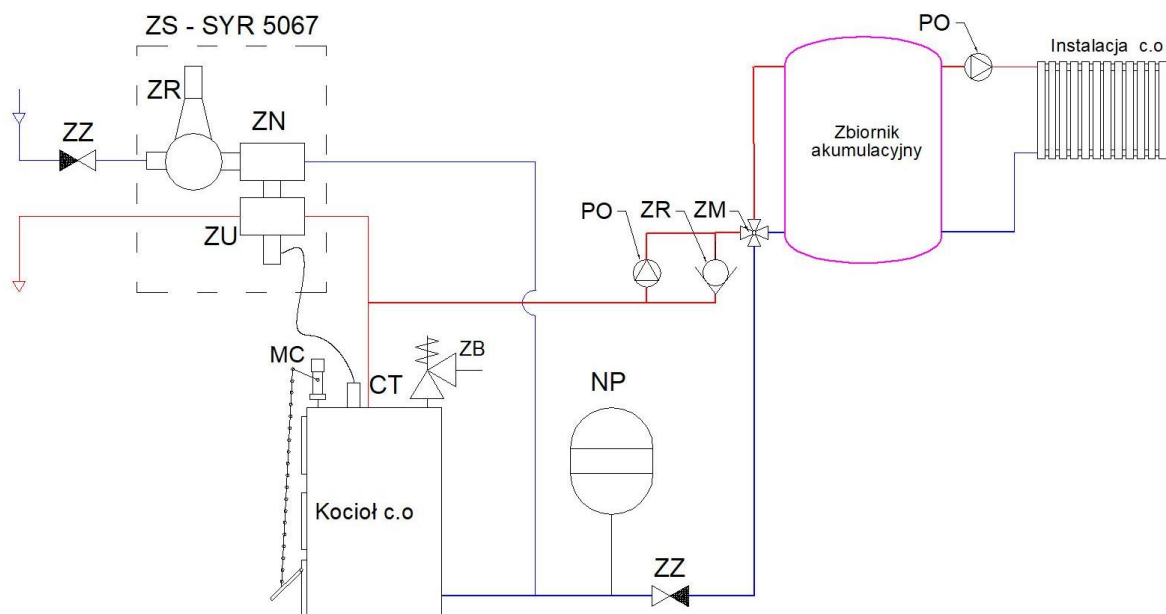 ZS - SYR 5067
PO
Instalacja c.o
ZR
ZN
ZZ
Zbiornik
akumulacyjny
PO
ZR
ZM
ZU
MC
CT
ZB
NP
Kocioł c.o
ZZ